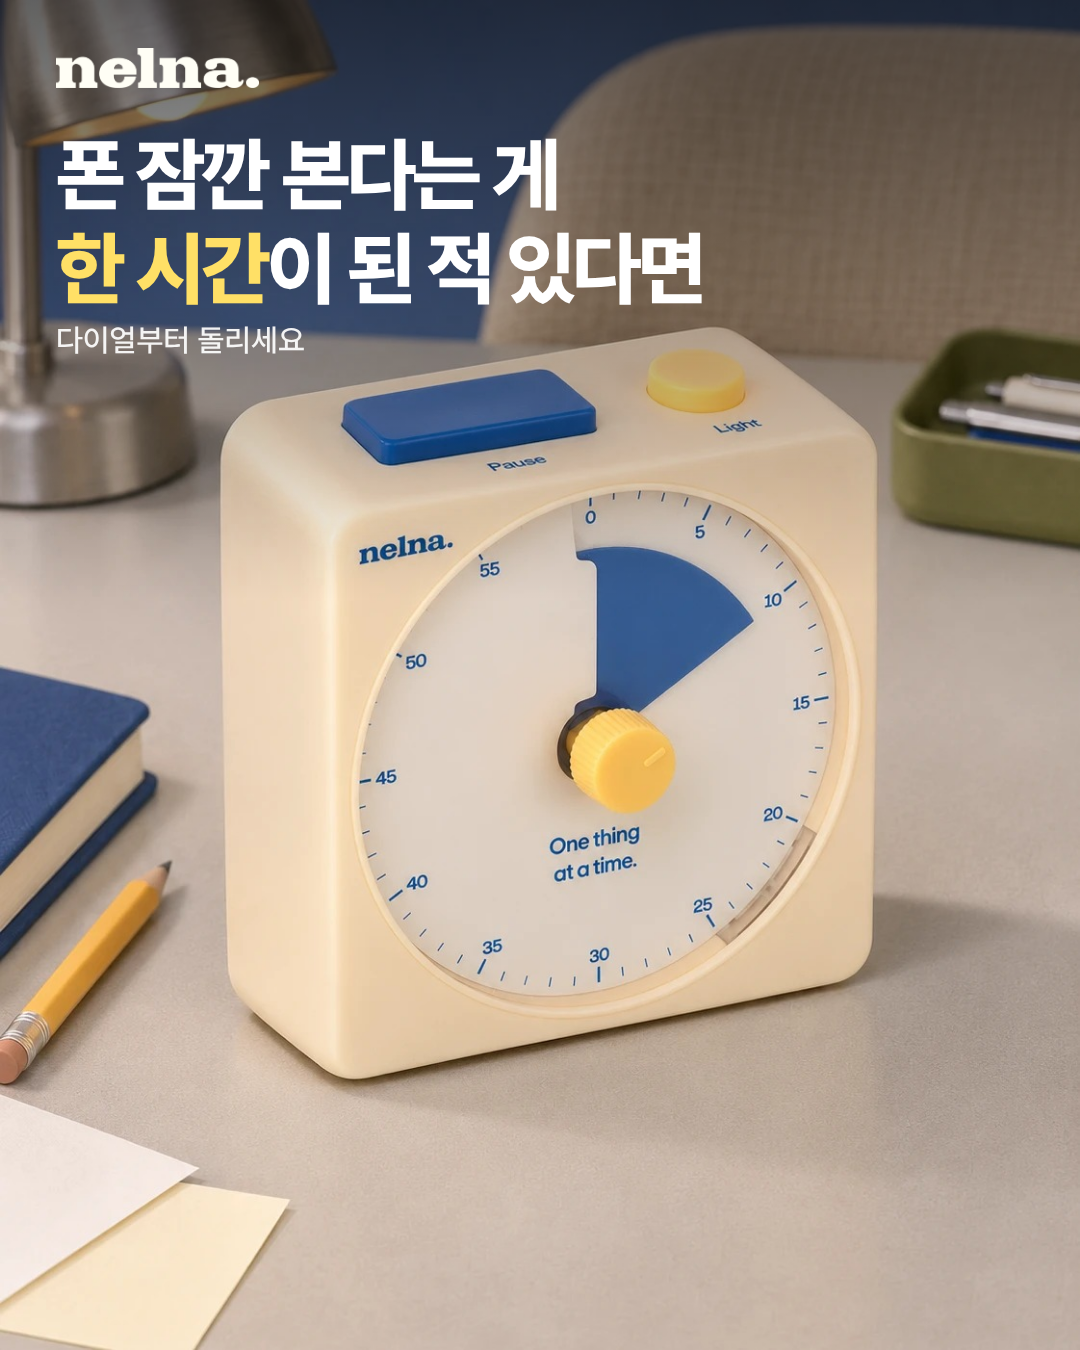 nelna.
폰 잠깐 본다는 게
한 시간이 된 적 있다면
다이얼부터 돌리세요
Pause
Light
nelna.
0
5
10
15
20
25
30
35
40
45
50
55
One thing
at a time.